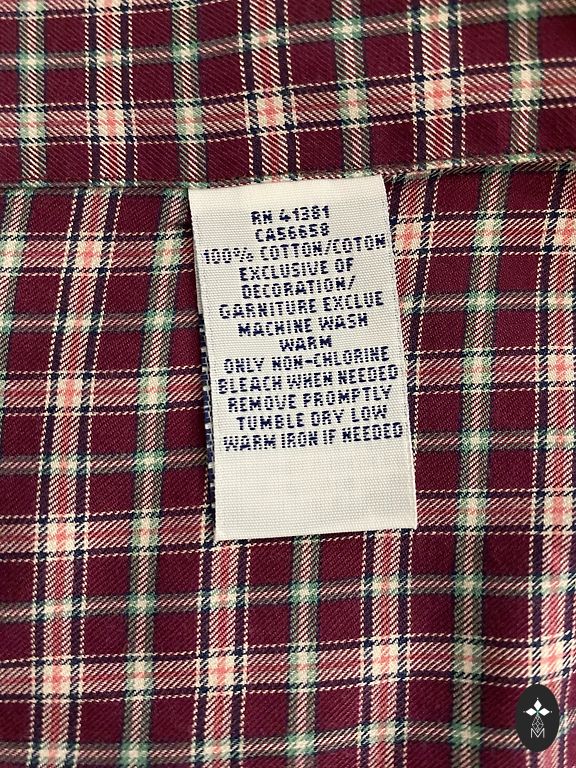 RN 41381
CA56658
100% COTTON/COTON
EXCLUSIVE OF
DECORATION/
GARNITURE EXCLUE
MACHINE WASH
WARM
ONLY NON-CHLORINE
BLEACH WHEN NEEDED
REMOVE PROMPTLY
TUMBLE DRY LOW
WARM IRON IF NEEDED
M